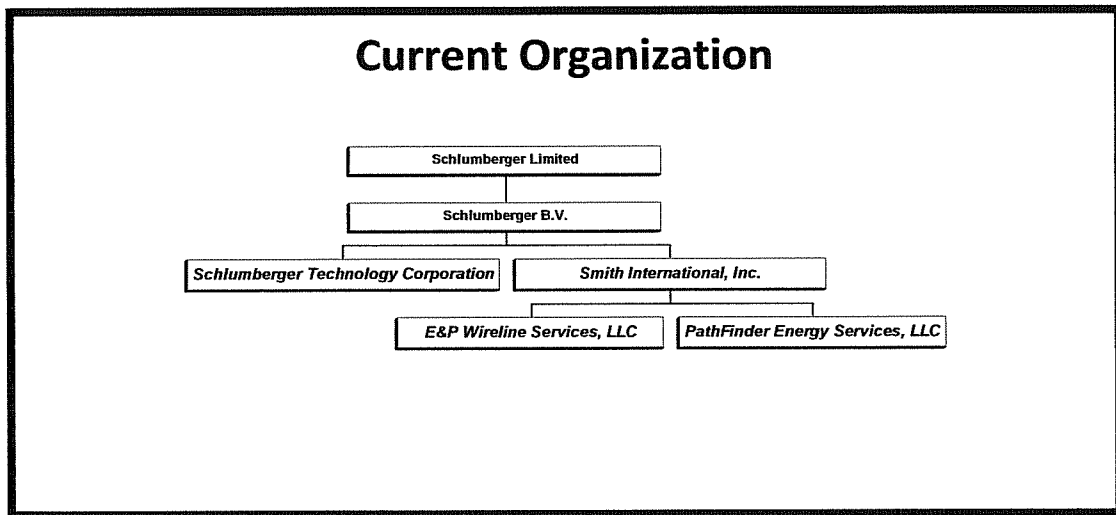 Current Organization
Schlumberger Limited
Schlumberger B.V.
Schlumberger Technology Corporation
Smith International, Inc.
E&P Wireline Services, LLC
PathFinder Energy Services, LLC